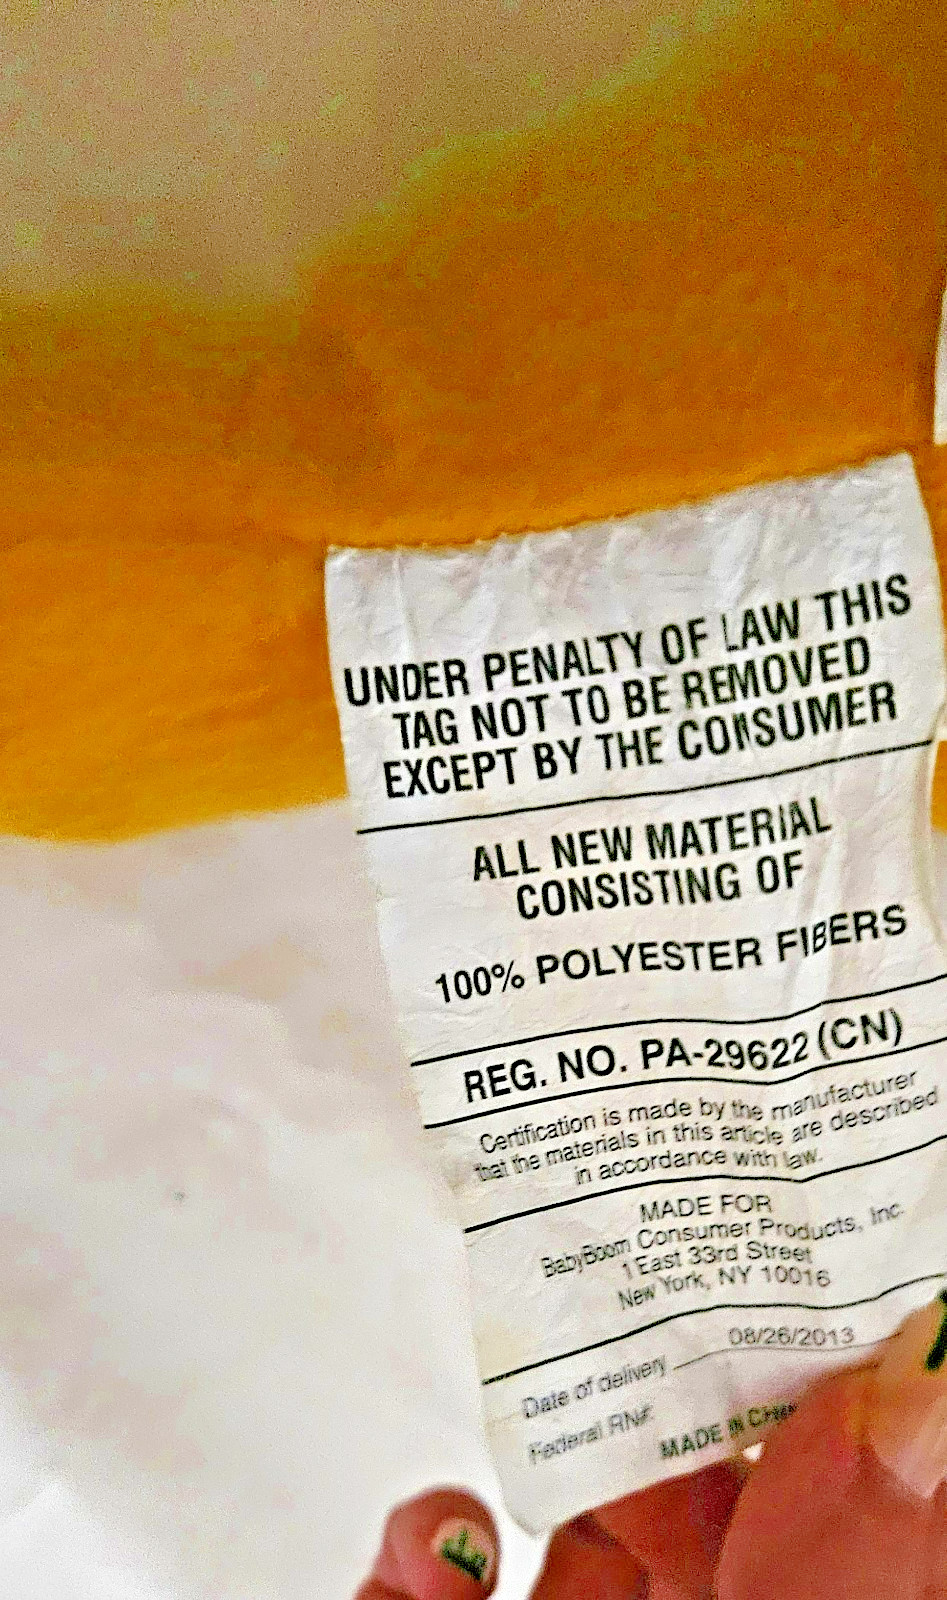 UNDER PENALTY OF LAW THIS
TAG NOT TO BE REMOVED
EXCEPT BY THE CONSUMER
ALL NEW MATERIAL
CONSISTING OF
100% POLYESTER FIBERS
REG. NO. PA-29622 (CN)
Certification is made by the manufacturer
that the materials in this article are described
in accordance with law.
MADE FOR
BabyBoom Consumer Products, Inc.
1 East 33rd Street
New York, NY 10016
Date of delivery 08/26/2013
Federal RN#:
MADE IN